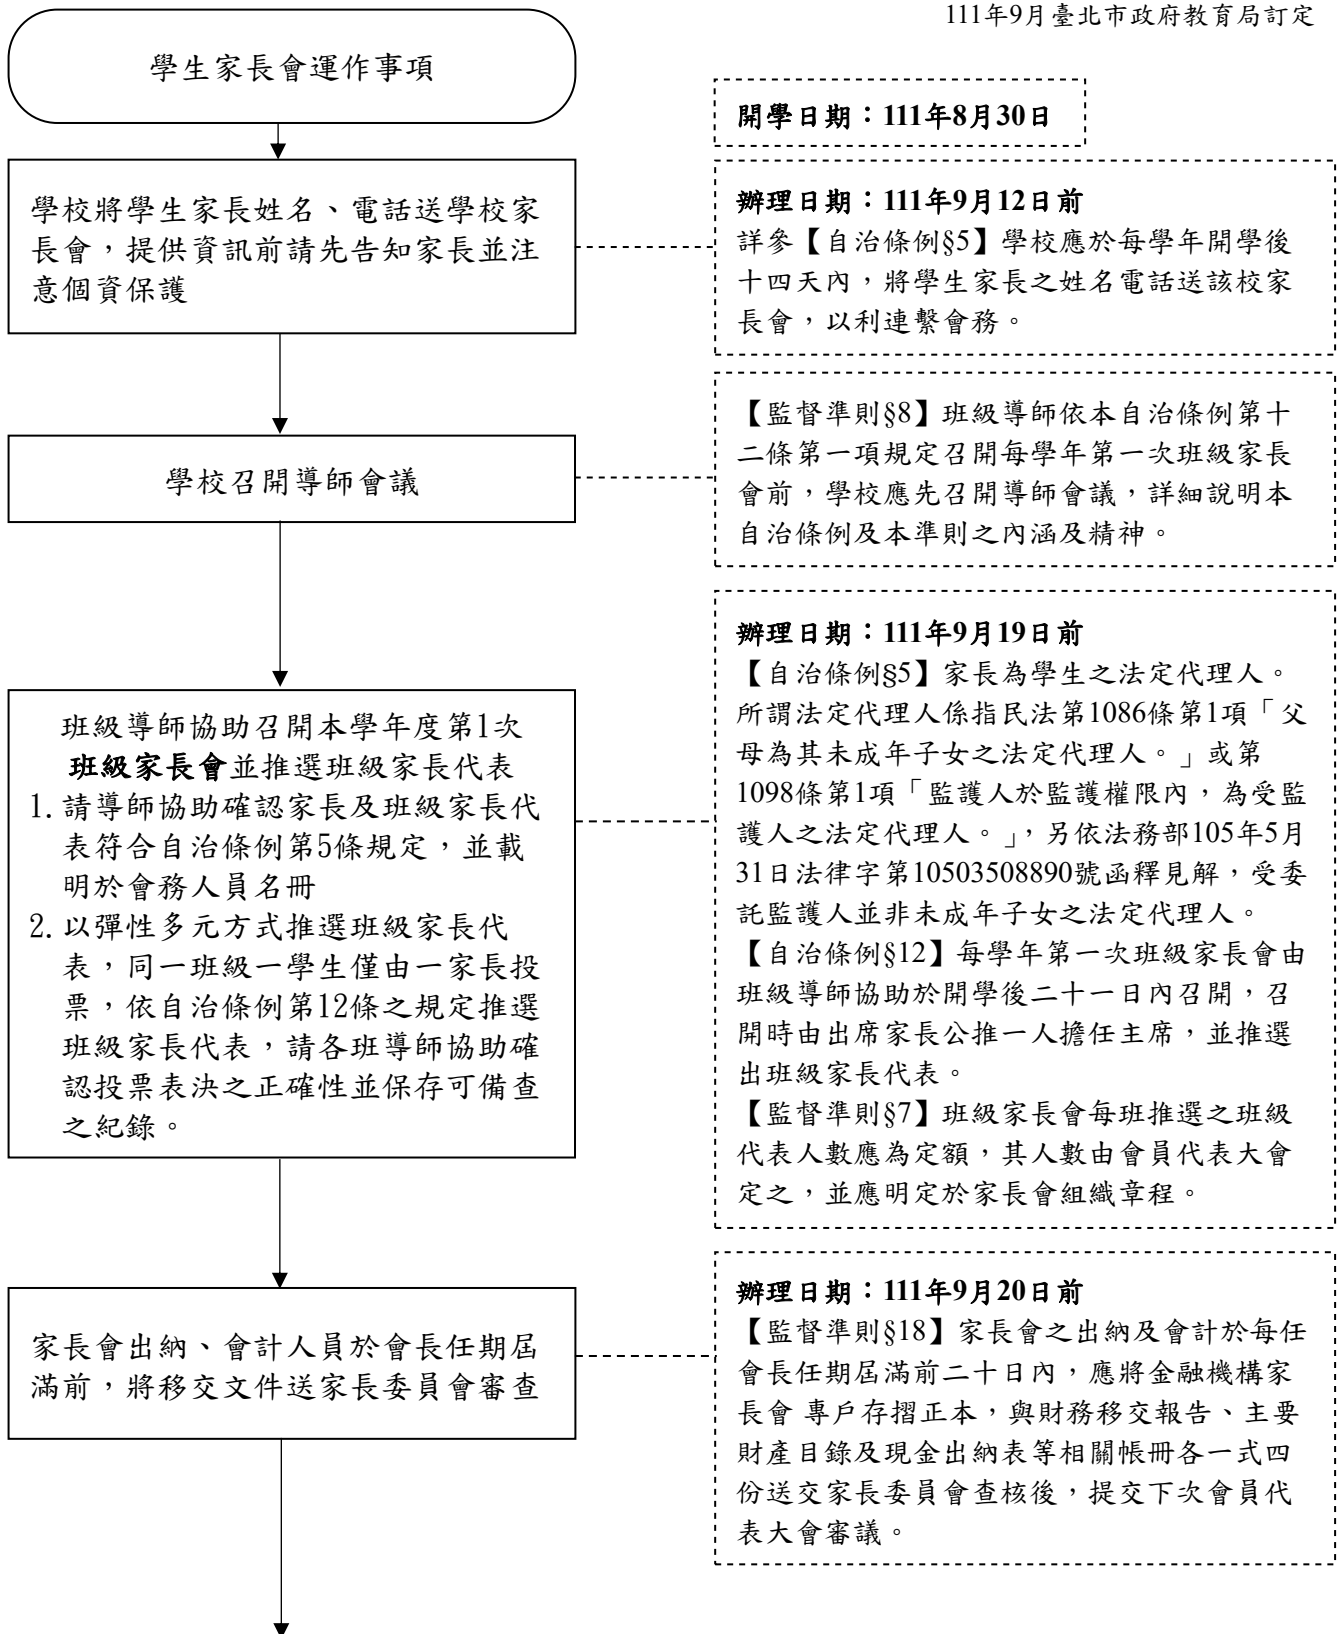 111年9月臺北市政府教育局訂定
學生家長會運作事項
開學日期：111年8月30日
學校將學生家長姓名、電話送學校家
長會，提供資訊前請先告知家長並注
意個資保護
辦理日期：111年9月12日前
詳參【自治條例§5】學校應於每學年開學後
十四天內，將學生家長之姓名電話送該校家
長會，以利連繫會務。
學校召開導師會議
【監督準則§8】班級導師依本自治條例第十
二條第一項規定召開每學年第一次班級家長
會前，學校應先召開導師會議，詳細說明本
自治條例及本準則之內涵及精神。
班級導師協助召開本學年度第1次
班級家長會並推選班級家長代表
1. 請導師協助確認家長及班級家長代
表符合自治條例第5條規定，並載
明於會務人員名冊
2. 以彈性多元方式推選班級家長代
表，同一班級一學生僅由一家長投
票，依自治條例第12條之規定推選
班級家長代表，請各班導師協助確
認投票表決之正確性並保存可備查
之紀錄。
辦理日期：111年9月19日前
【自治條例§5】家長為學生之法定代理人。
所謂法定代理人係指民法第1086條第1項「父
母為其未成年子女之法定代理人。」或第
1098條第1項「監護人於監護權限內，為受監
護人之法定代理人。」，另依法務部105年5月
31日法律字第10503508890號函釋見解，受委
託監護人並非未成年子女之法定代理人。
【自治條例§12】每學年第一次班級家長會由
班級導師協助於開學後二十一日內召開，召
開時由出席家長公推一人擔任主席，並推選
出班級家長代表。
【監督準則§7】班級家長會每班推選之班級
代表人數應為定額，其人數由會員代表大會
定之，並應明定於家長會組織章程。
家長會出納、會計人員於會長任期屆
滿前，將移交文件送家長委員會審查
辦理日期：111年9月20日前
【監督準則§18】家長會之出納及會計於每任
會長任期屆滿前二十日內，應將金融機構家
長會 專戶存摺正本，與財務移交報告、主要
財產目錄及現金出納表等相關帳冊各一式四
份送交家長委員會查核後，提交下次會員代
表大會審議。